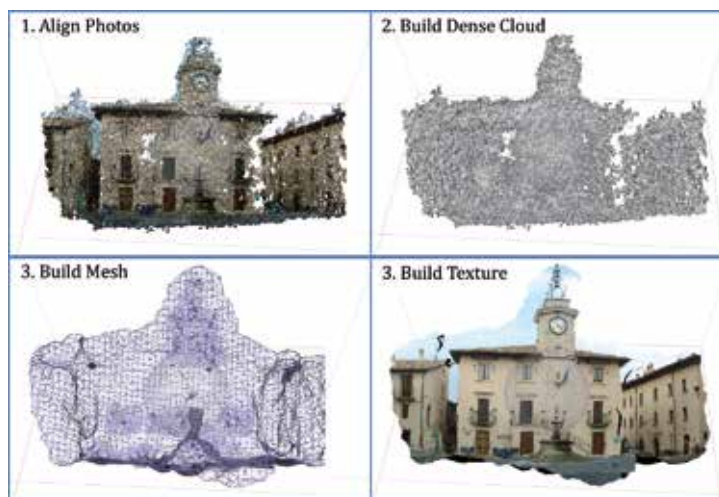 1. Align Photos
2. Build Dense Cloud
3. Build Mesh
3. Build Texture